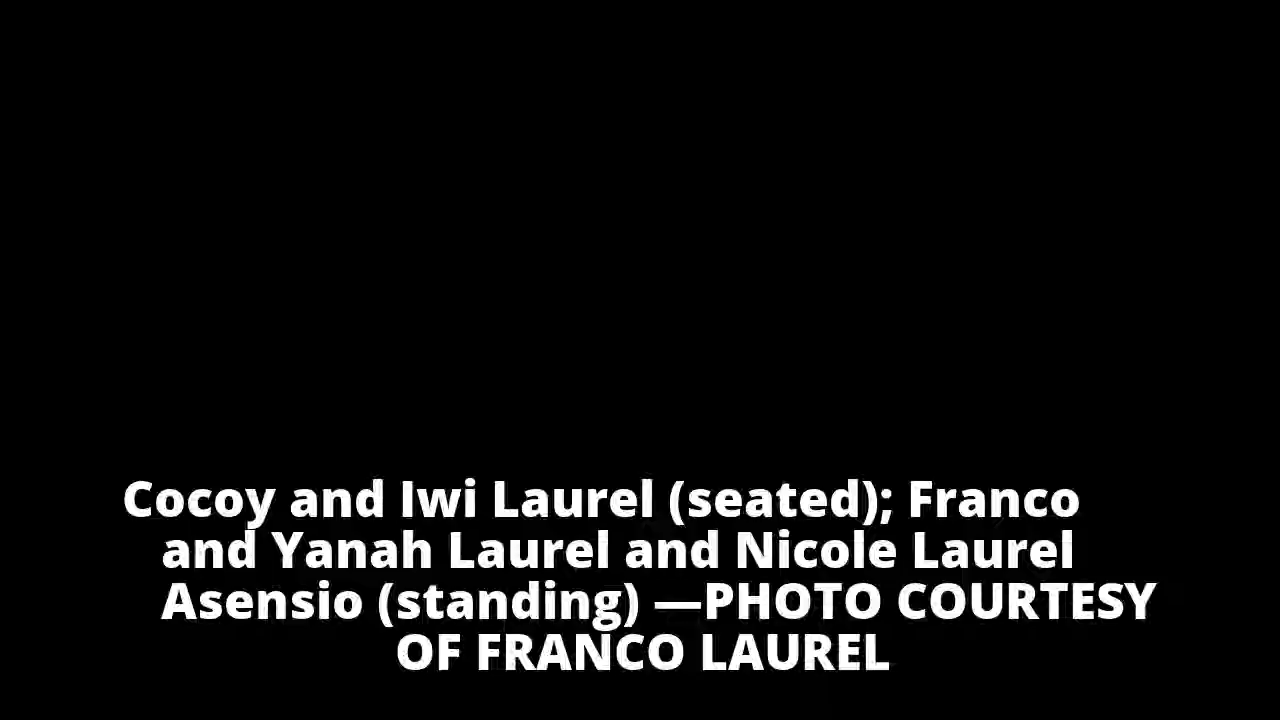 Cocoy and Iwi Laurel (seated); Franco
and Yanah Laurel and Nicole Laurel
Asensio (standing) —PHOTO COURTESY
OF FRANCO LAUREL